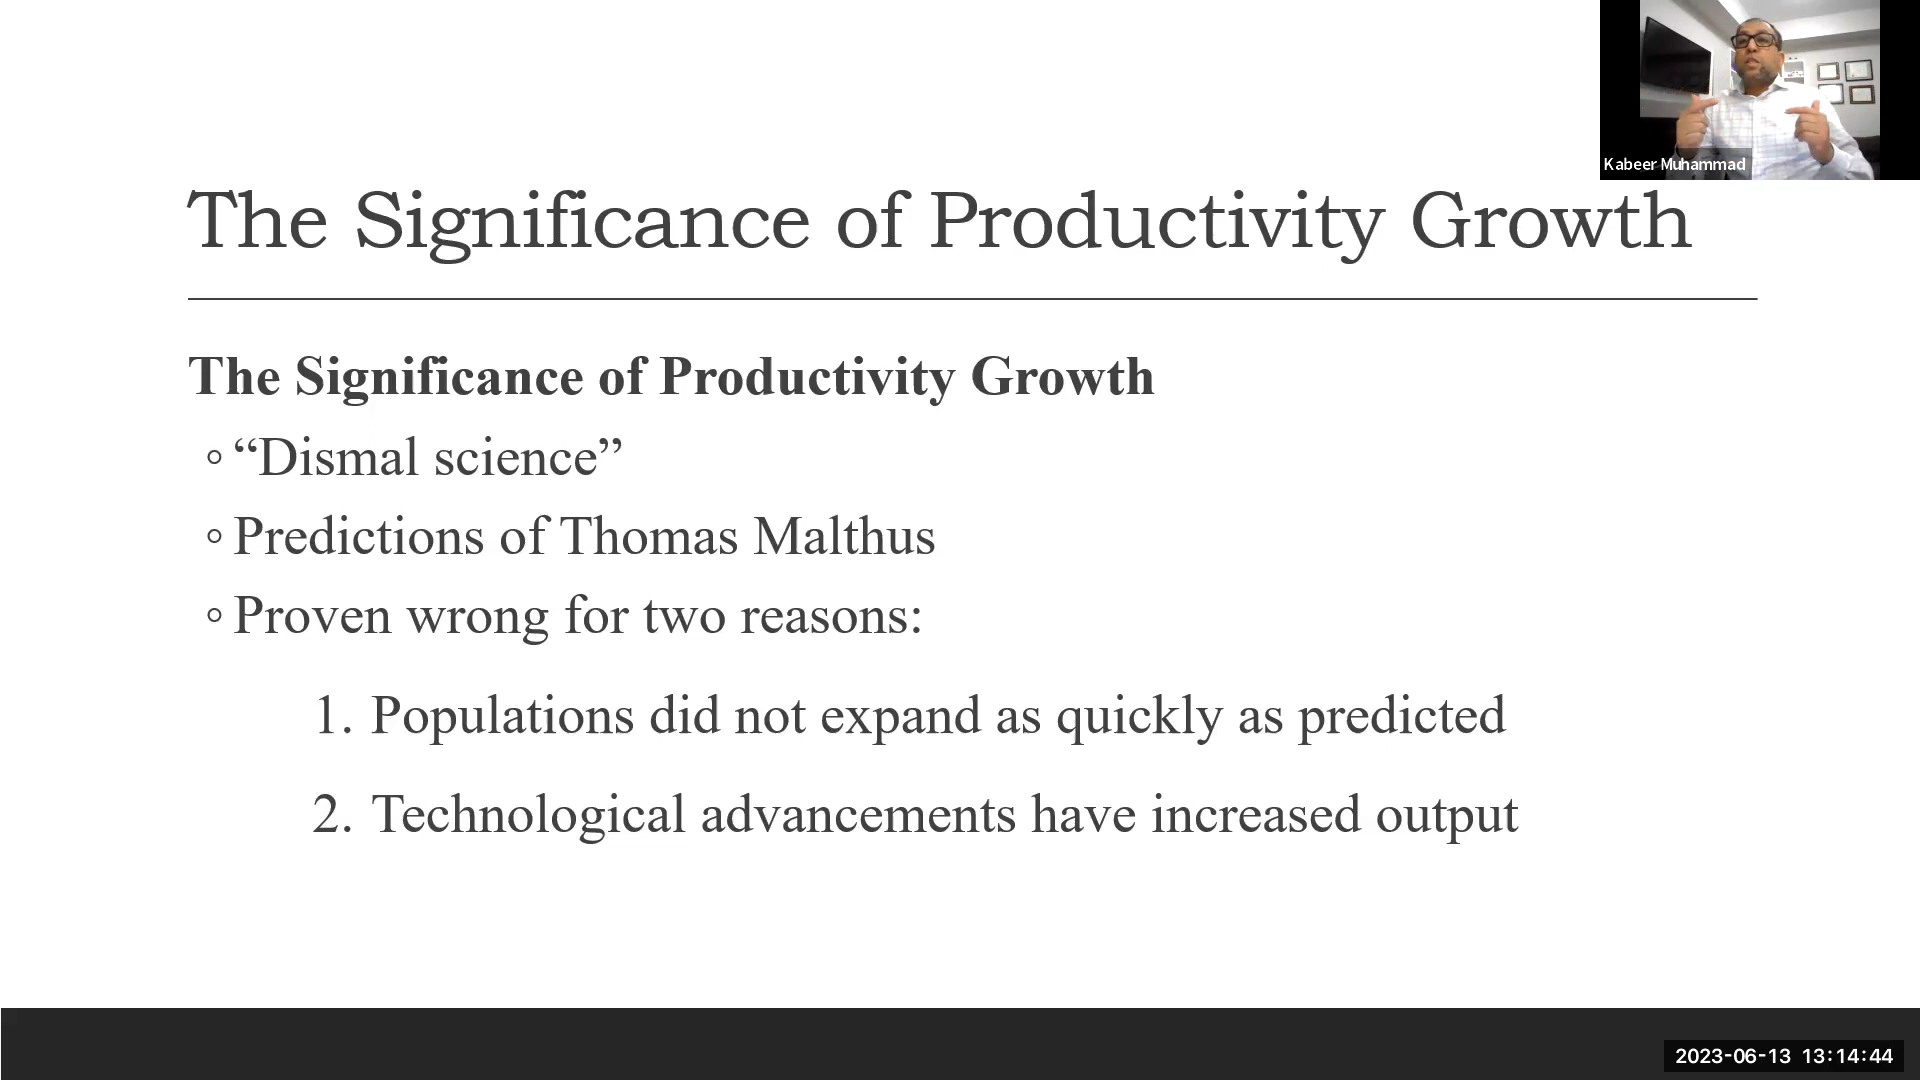 Kabeer Muhammad
The Significance of Productivity Growth
The Significance of Productivity Growth
◦ “Dismal science”
◦ Predictions of Thomas Malthus
◦ Proven wrong for two reasons:
1. Populations did not expand as quickly as predicted
2. Technological advancements have increased output
2023-06-13 13:14:44